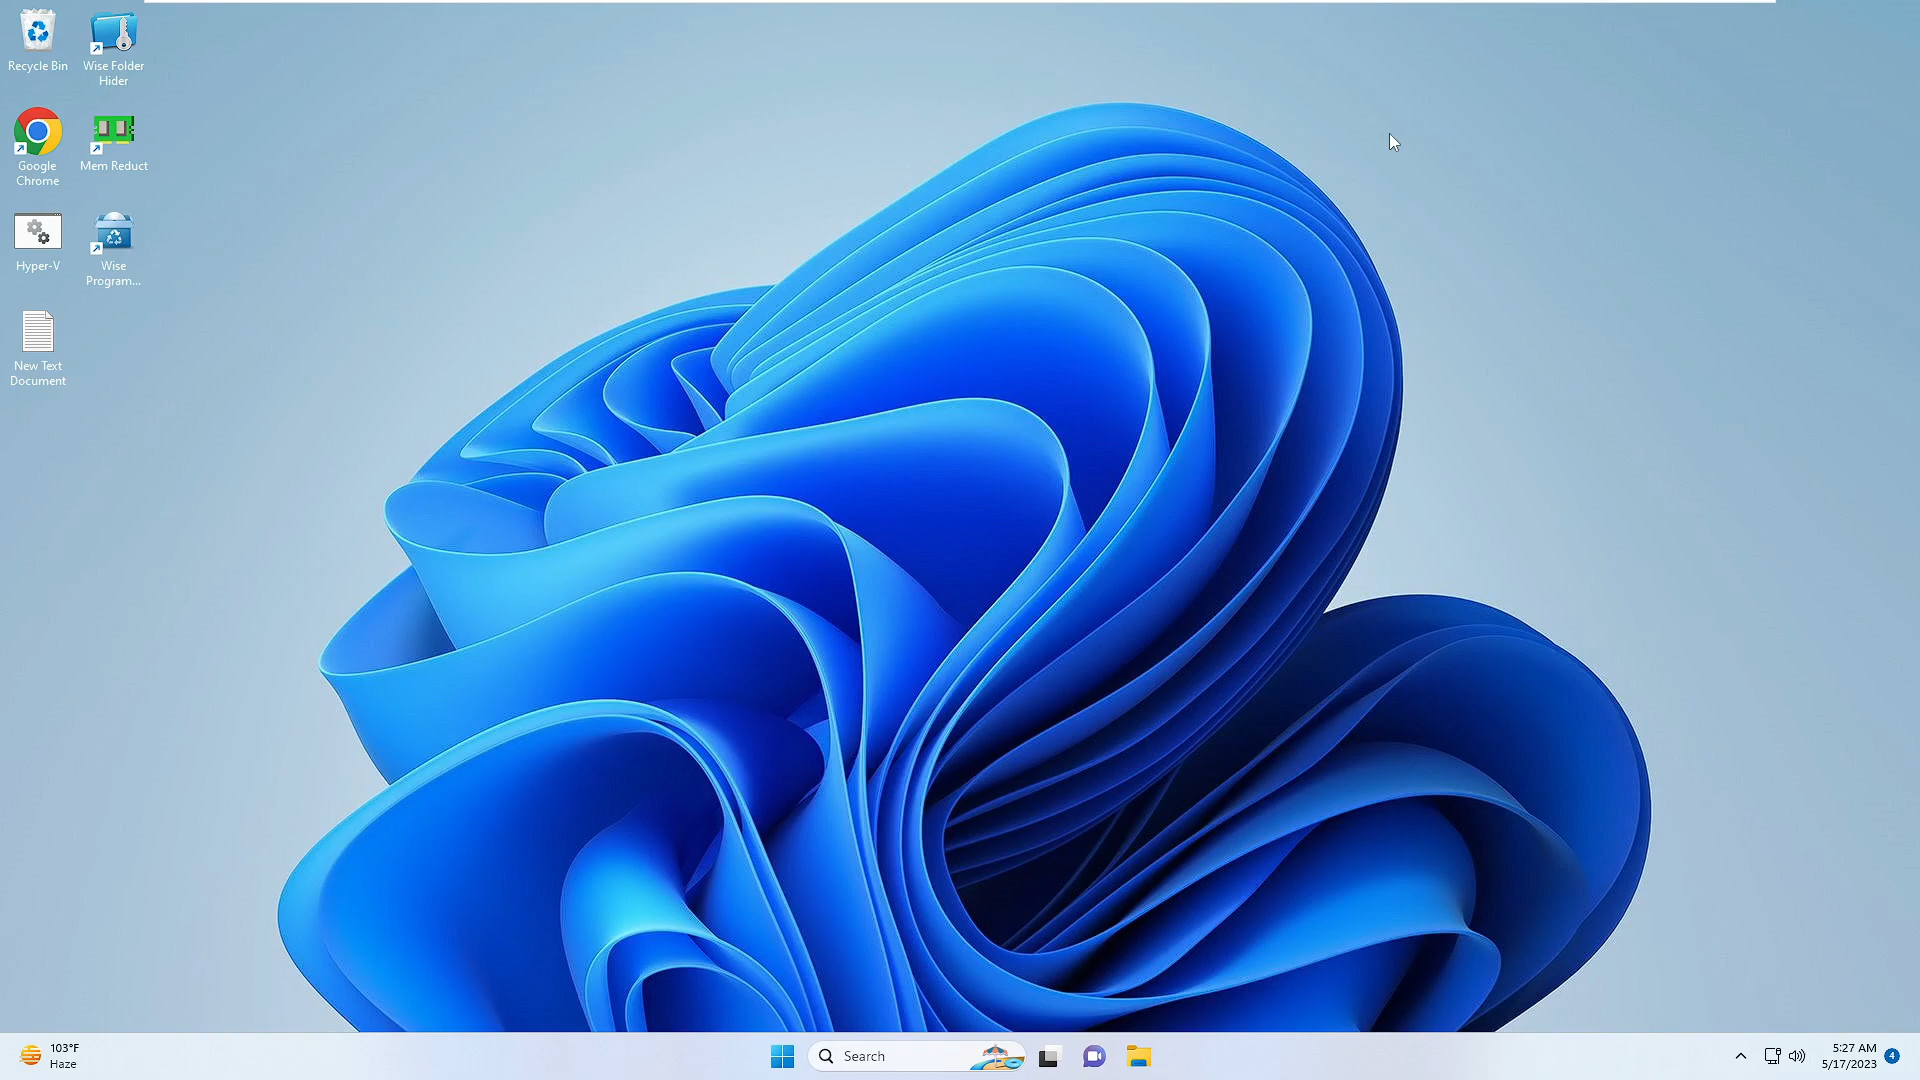 Recycle Bin
Wise Folder
Hider
Google
Chrome
Mem Reduct
Hyper-V
Wise
Program...
New Text
Document
103°F
Haze
Search
5:27 AM
5/17/2023
4